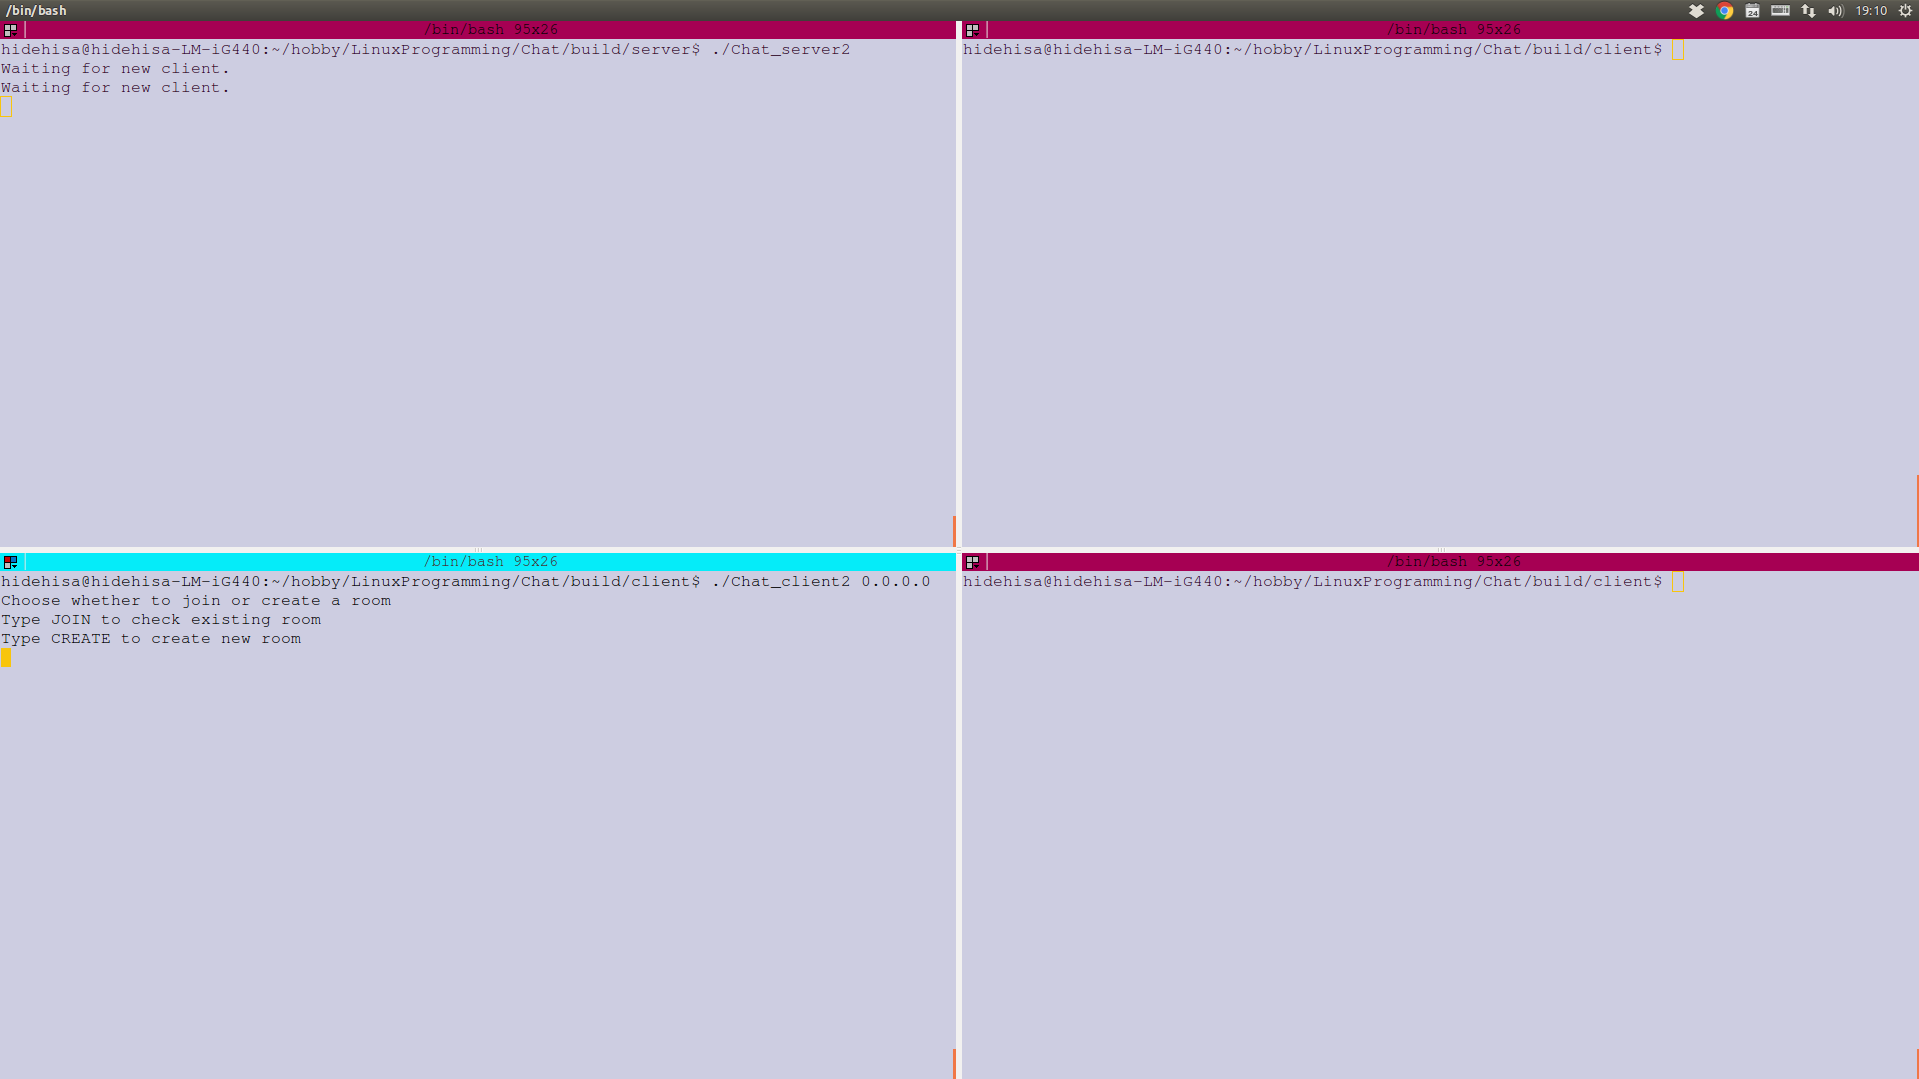 /bin/bash
24
19:10
/bin/bash 95x26
hidehisa@hidehisa-LM-iG440:~/hobby/LinuxProgramming/Chat/build/server$ ./Chat_server2
Waiting for new client.
Waiting for new client.
/bin/bash 95x26
hidehisa@hidehisa-LM-iG440:~/hobby/LinuxProgramming/Chat/build/client$
/bin/bash 95x26
hidehisa@hidehisa-LM-iG440:~/hobby/LinuxProgramming/Chat/build/client$ ./Chat_client2 0.0.0.0
Choose whether to join or create a room
Type JOIN to check existing room
Type CREATE to create new room
/bin/bash 95x26
hidehisa@hidehisa-LM-iG440:~/hobby/LinuxProgramming/Chat/build/client$